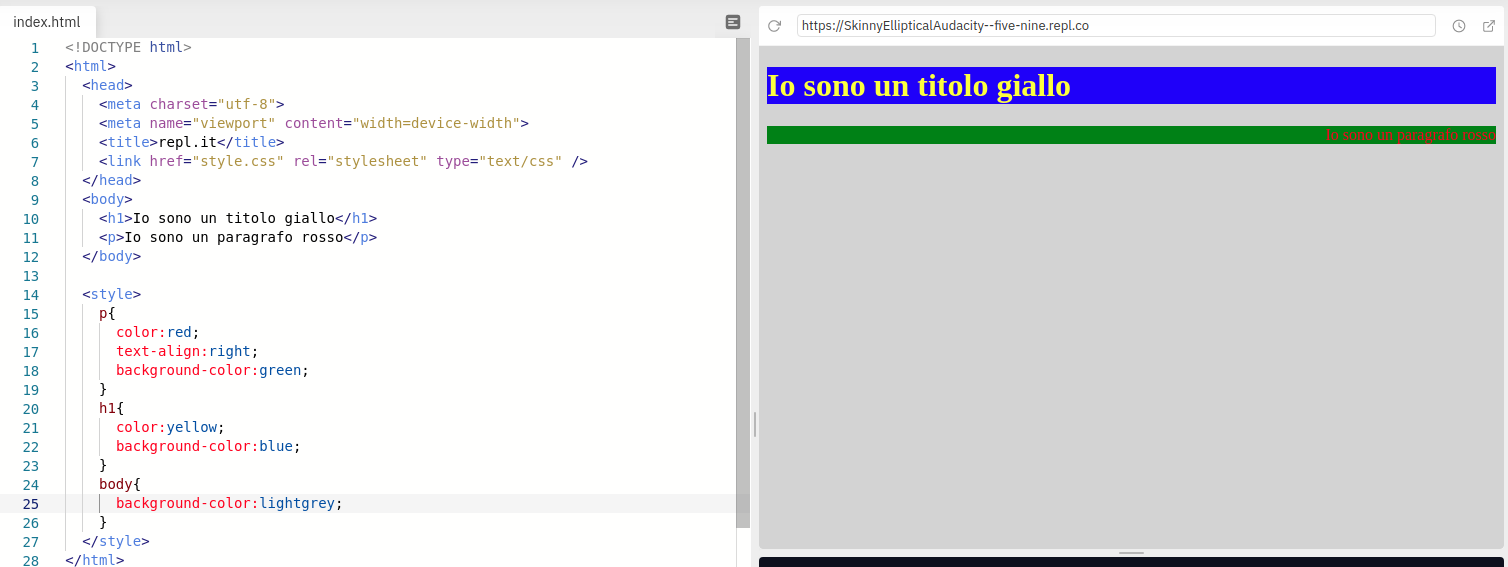 index.html
1 <!DOCTYPE html>
2 <html>
3 <head>
4 <meta charset="utf-8">
5 <meta name="viewport" content="width=device-width">
6 <title>repl.it</title>
7 <link href="style.css" rel="stylesheet" type="text/css" />
8 </head>
9 <body>
10 <h1>Io sono un titolo giallo</h1>
11 <p>Io sono un paragrafo rosso</p>
12 </body>
13
14 <style>
15 p{
16 color:red;
17 text-align:right;
18 background-color:green;
19 }
20 h1{
21 color:yellow;
22 background-color:blue;
23 }
24 body{
25 background-color:lightgrey;
26 }
27 </style>
28 </html>
https://SkinnyEllipticalAudacity--five-nine.repl.co
Io sono un titolo giallo
Io sono un paragrafo rosso